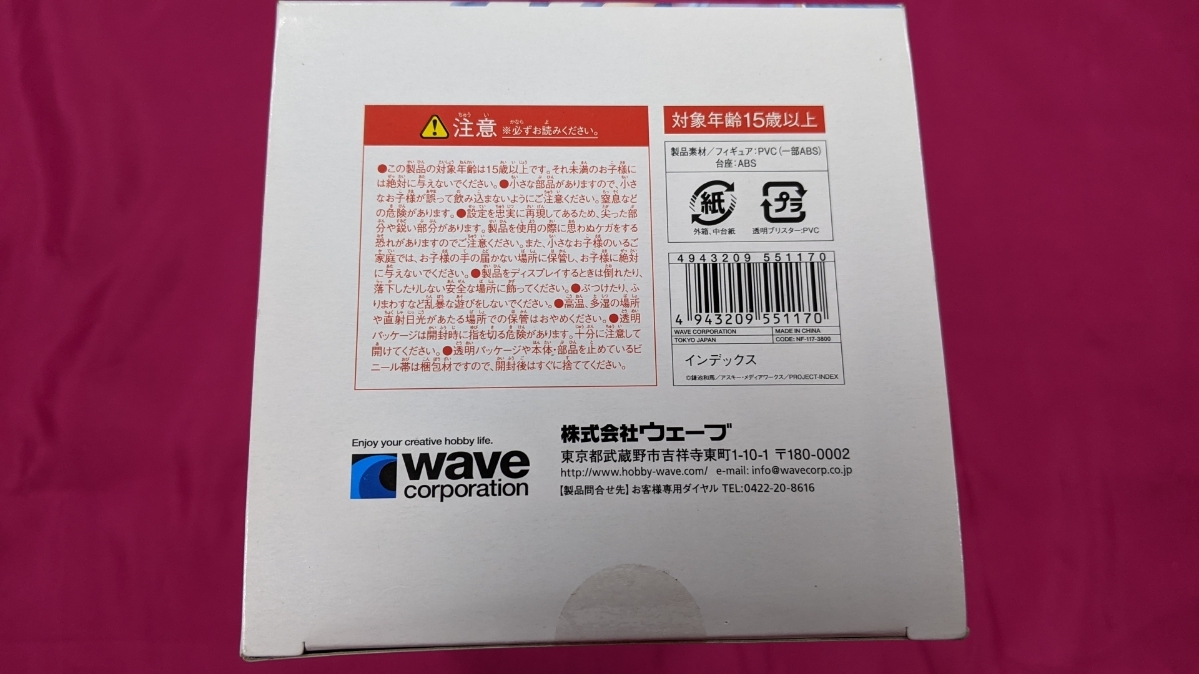 注意 ※必ずお読みください。
●この製品の対象年齢は15歳以上です。それ未満のお子様に
は絶対に与えないでください。●小さな部品がありますので、小さ
なお子様が誤って飲み込まないようにご注意ください。窒息など
の危険があります。●設定を忠実に再現してあるため、尖った部
分や鋭い部分があります。製品を使用の際に思わぬケガをする
恐れがありますのでご注意ください。また、小さなお子様のいるご
家庭では、お子様の手の届かない場所に保管し、お子様に絶対
に与えないでください。●製品をディスプレイするときは倒れたり、
落下したりしない安全な場所に飾ってください。●ぶつけたり、ふ
りまわすなど乱暴な遊びをしないでください。●高温、多湿の場所
や直射日光があたる場所での保管はおやめください。●透明
パッケージは開封時に指を切る危険があります。十分に注意して
開けてください。●透明パッケージや本体・部品を止めているビ
ニール帯は梱包材ですので、開封後はすぐに捨ててください。
対象年齢15歳以上
製品素材/フィギュア:PVC(一部ABS)
台座:ABS
紙
外箱、中台紙
プラ
透明ブリスター:PVC
4943209 551170
4 943209 551170
WAVE CORPORATION
TOKYO JAPAN
MADE IN CHINA
CODE: NF-117-3800
インデックス
©鎌池和馬/アスキー・メディアワークス/PROJECT-INDEX
Enjoy your creative hobby life.
wave
corporation
株式会社ウェーブ
東京都武蔵野市吉祥寺東町1-10-1 〒180-0002
http://www.hobby-wave.com/ e-mail: info@wavecorp.co.jp
【製品問合せ先】お客様専用ダイヤル TEL:0422-20-8616